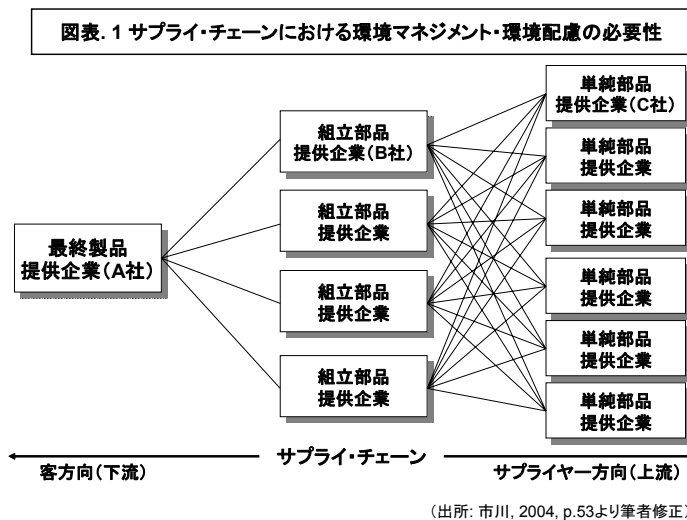 図表. 1 サプライ・チェーンにおける環境マネジメント・環境配慮の必要性
最終製品
提供企業(A社)
組立部品
提供企業(B社)
組立部品
提供企業
組立部品
提供企業
組立部品
提供企業
単純部品
提供企業(C社)
単純部品
提供企業
単純部品
提供企業
単純部品
提供企業
単純部品
提供企業
単純部品
提供企業
サプライ・チェーン
客方向(下流)
サプライヤー方向(上流)
(出所: 市川, 2004, p.53より筆者修正)